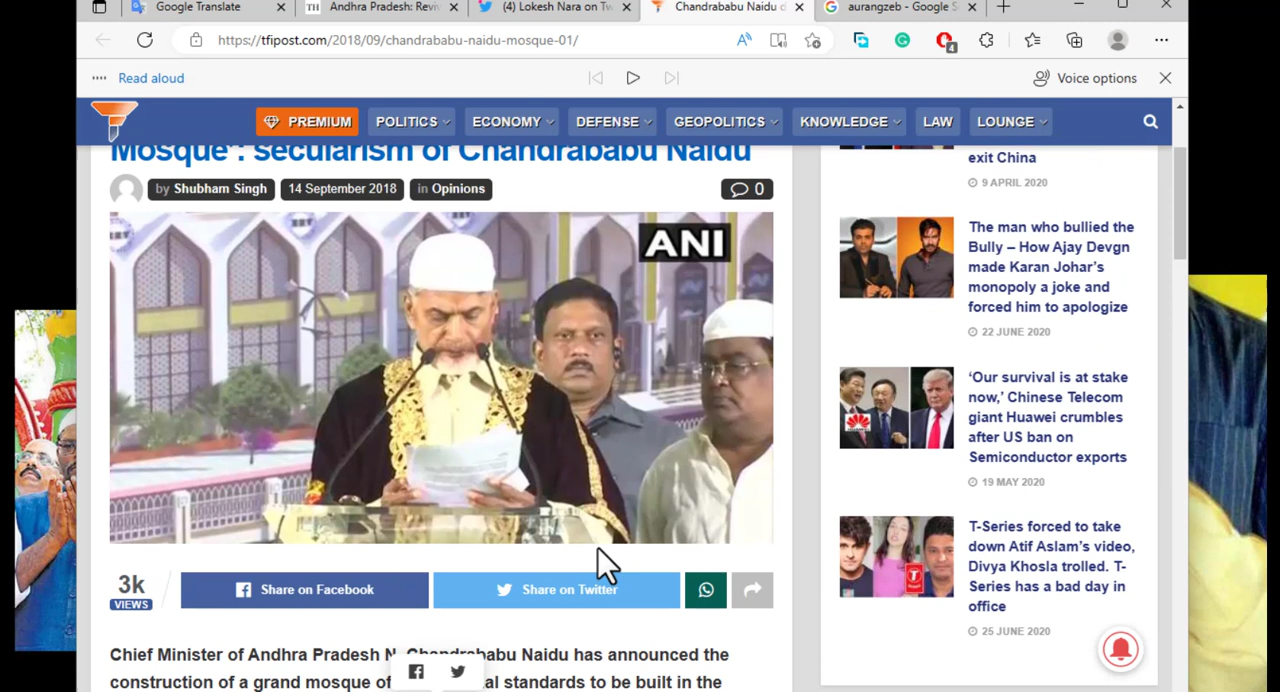 Google Translate
TH
Andhra Pradesh: Reviv
(4) Lokesh Nara on Tw
Chandrababu Naidu d
aurangzeb - Google S
https://tfipost.com/2018/09/chandrababu-naidu-mosque-01/
4
Read aloud
Voice options
PREMIUM
POLITICS
ECONOMY
DEFENSE
GEOPOLITICS
KNOWLEDGE
LAW
LOUNGE
Mosque': secularism of Chandrababu Naidu
by Shubham Singh
14 September 2018
in Opinions
0
ANI
3k
VIEWS
Share on Facebook
Share on Twitter
Chief Minister of Andhra Pradesh N. Chandrababu Naidu has announced the
construction of a grand mosque of al standards to be built in the
exit China
9 APRIL 2020
The man who bullied the
Bully – How Ajay Devgn
made Karan Johar's
monopoly a joke and
forced him to apologize
22 JUNE 2020
'Our survival is at stake
now,' Chinese Telecom
giant Huawei crumbles
after US ban on
Semiconductor exports
19 MAY 2020
T-Series forced to take
down Atif Aslam's video,
Divya Khosla trolled. T-
Series has a bad day in
office
25 JUNE 2020